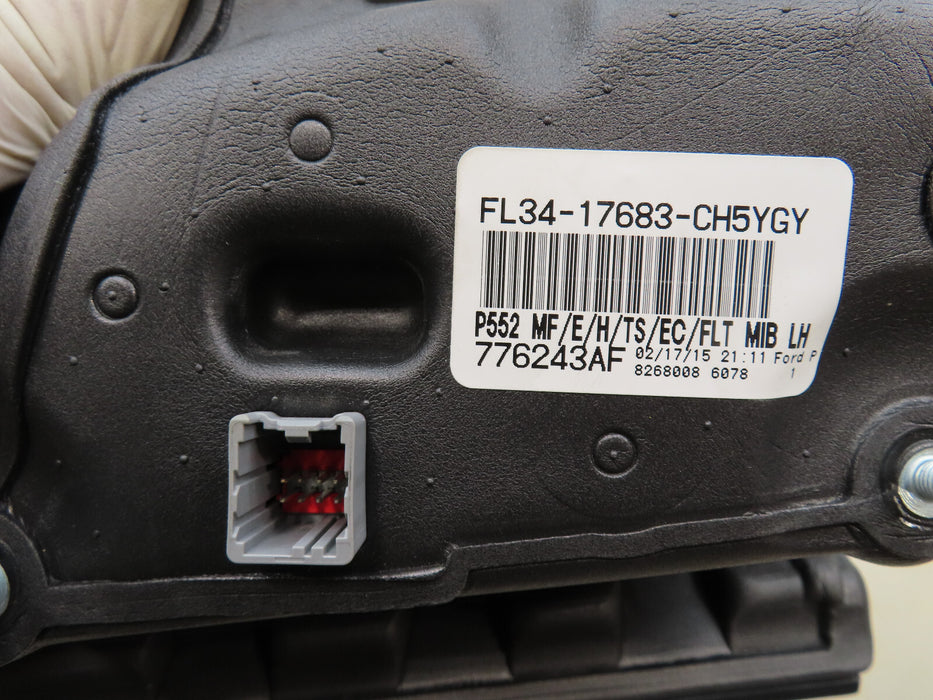 FL34-17683-CH5YGY
P552 MF/E/H/TS/EC/FLT MIB LH
776243AF 02/17/15 21:11 Ford P
8268008 6078 1